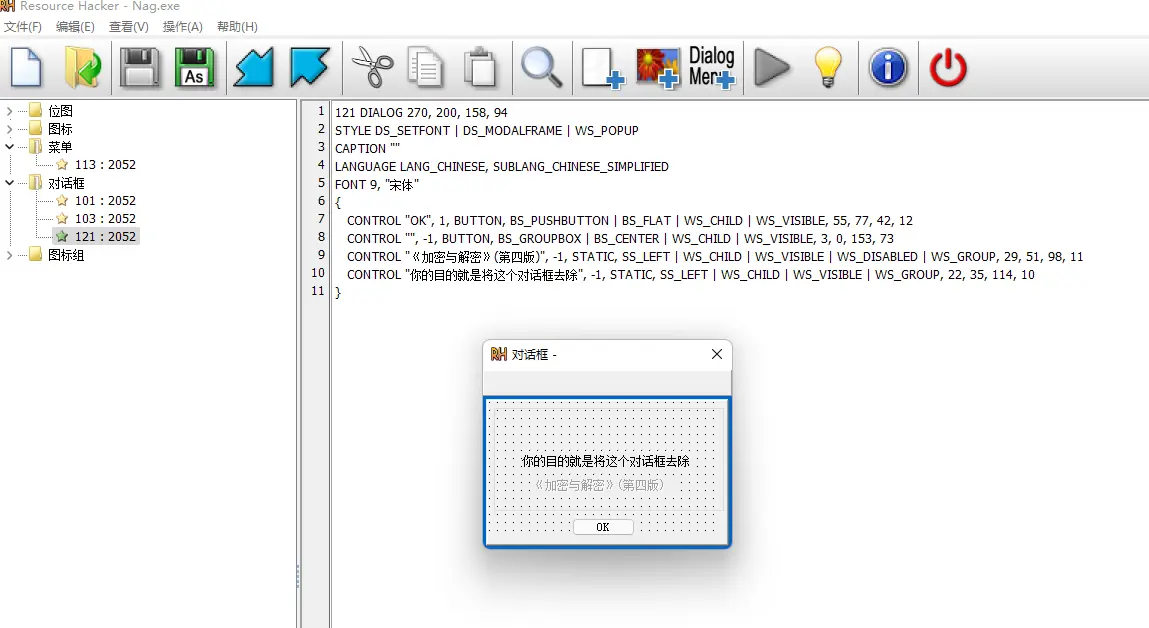 Resource Hacker - Nag.exe
文件(F) 编辑(E) 查看(V) 操作(A) 帮助(H)
As
Dialog
Menu
位图
图标
菜单
113 : 2052
对话框
101 : 2052
103 : 2052
121 : 2052
图标组
1 121 DIALOG 270, 200, 158, 94
2 STYLE DS_SETFONT | DS_MODALFRAME | WS_POPUP
3 CAPTION ""
4 LANGUAGE LANG_CHINESE, SUBLANG_CHINESE_SIMPLIFIED
5 FONT 9, "宋体"
6 {
7 CONTROL "OK", 1, BUTTON, BS_PUSHBUTTON | BS_FLAT | WS_CHILD | WS_VISIBLE, 55, 77, 42, 12
8 CONTROL "", -1, BUTTON, BS_GROUPBOX | BS_CENTER | WS_CHILD | WS_VISIBLE, 3, 0, 153, 73
9 CONTROL "《加密与解密》(第四版)", -1, STATIC, SS_LEFT | WS_CHILD | WS_VISIBLE | WS_DISABLED | WS_GROUP, 29, 51, 98, 11
10 CONTROL "你的目的就是将这个对话框去除", -1, STATIC, SS_LEFT | WS_CHILD | WS_VISIBLE | WS_GROUP, 22, 35, 114, 10
11 }
RH 对话框 -
你的目的就是将这个对话框去除
《加密与解密》(第四版)
OK